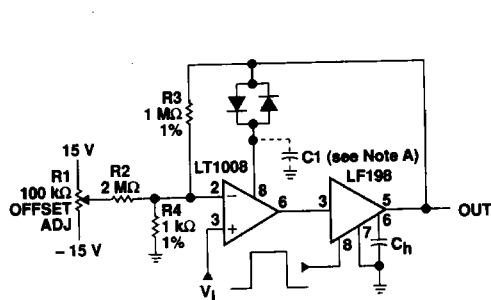 R3
1 MΩ
1%
C1 (see Note A)
15 V
R1
100 kΩ
OFFSET
ADJ
– 15 V
R2
2 MΩ
R4
1 kΩ
1%
LT1008
2
–
3
+
8
6
Vi
LF198
3
5
6
7
8
Ch
OUT